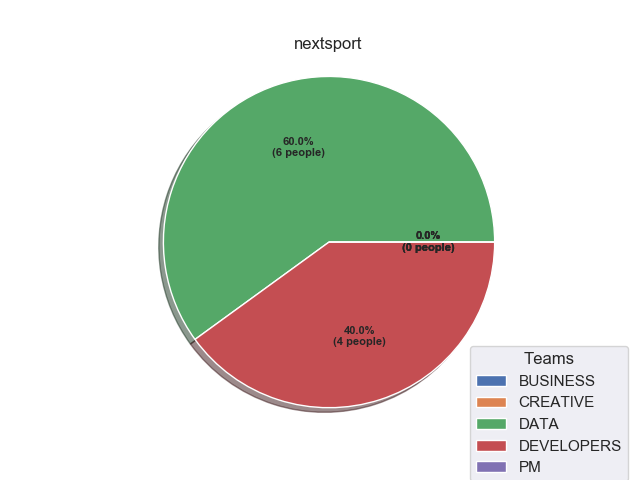 nextsport
60.0%
(6 people)
0.0%
(0 people)
40.0%
(4 people)
Teams
BUSINESS
CREATIVE
DATA
DEVELOPERS
PM